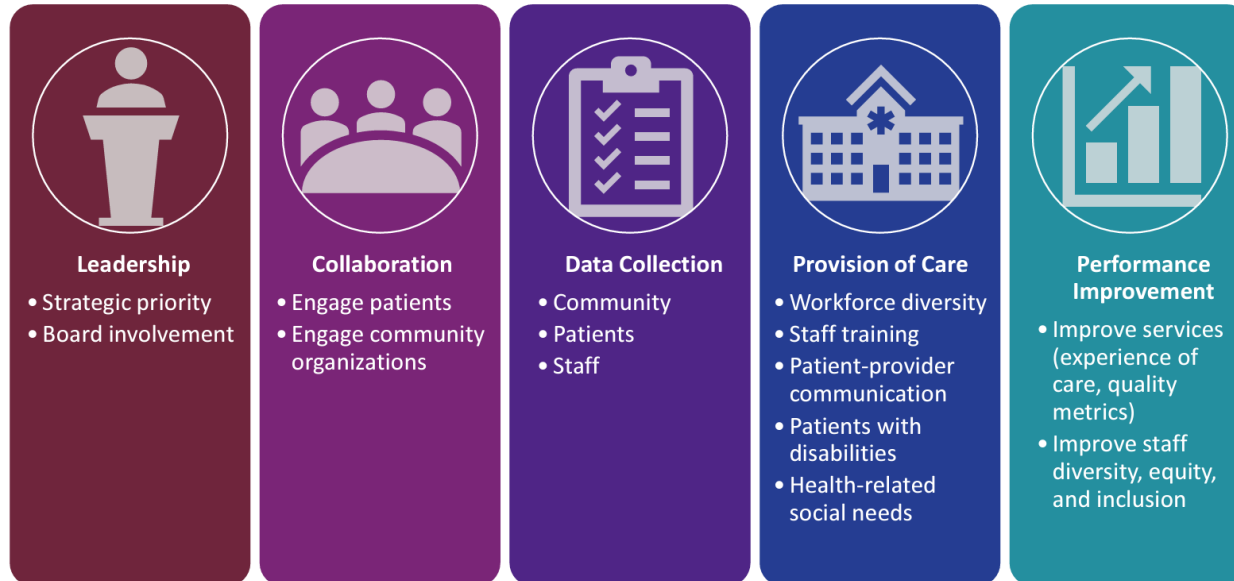 Leadership
• Strategic priority
• Board involvement
Collaboration
• Engage patients
• Engage community
organizations
Data Collection
• Community
• Patients
• Staff
Provision of Care
• Workforce diversity
• Staff training
• Patient-provider
communication
• Patients with
disabilities
• Health-related
social needs
Performance
Improvement
• Improve services
(experience of
care, quality
metrics)
• Improve staff
diversity, equity,
and inclusion